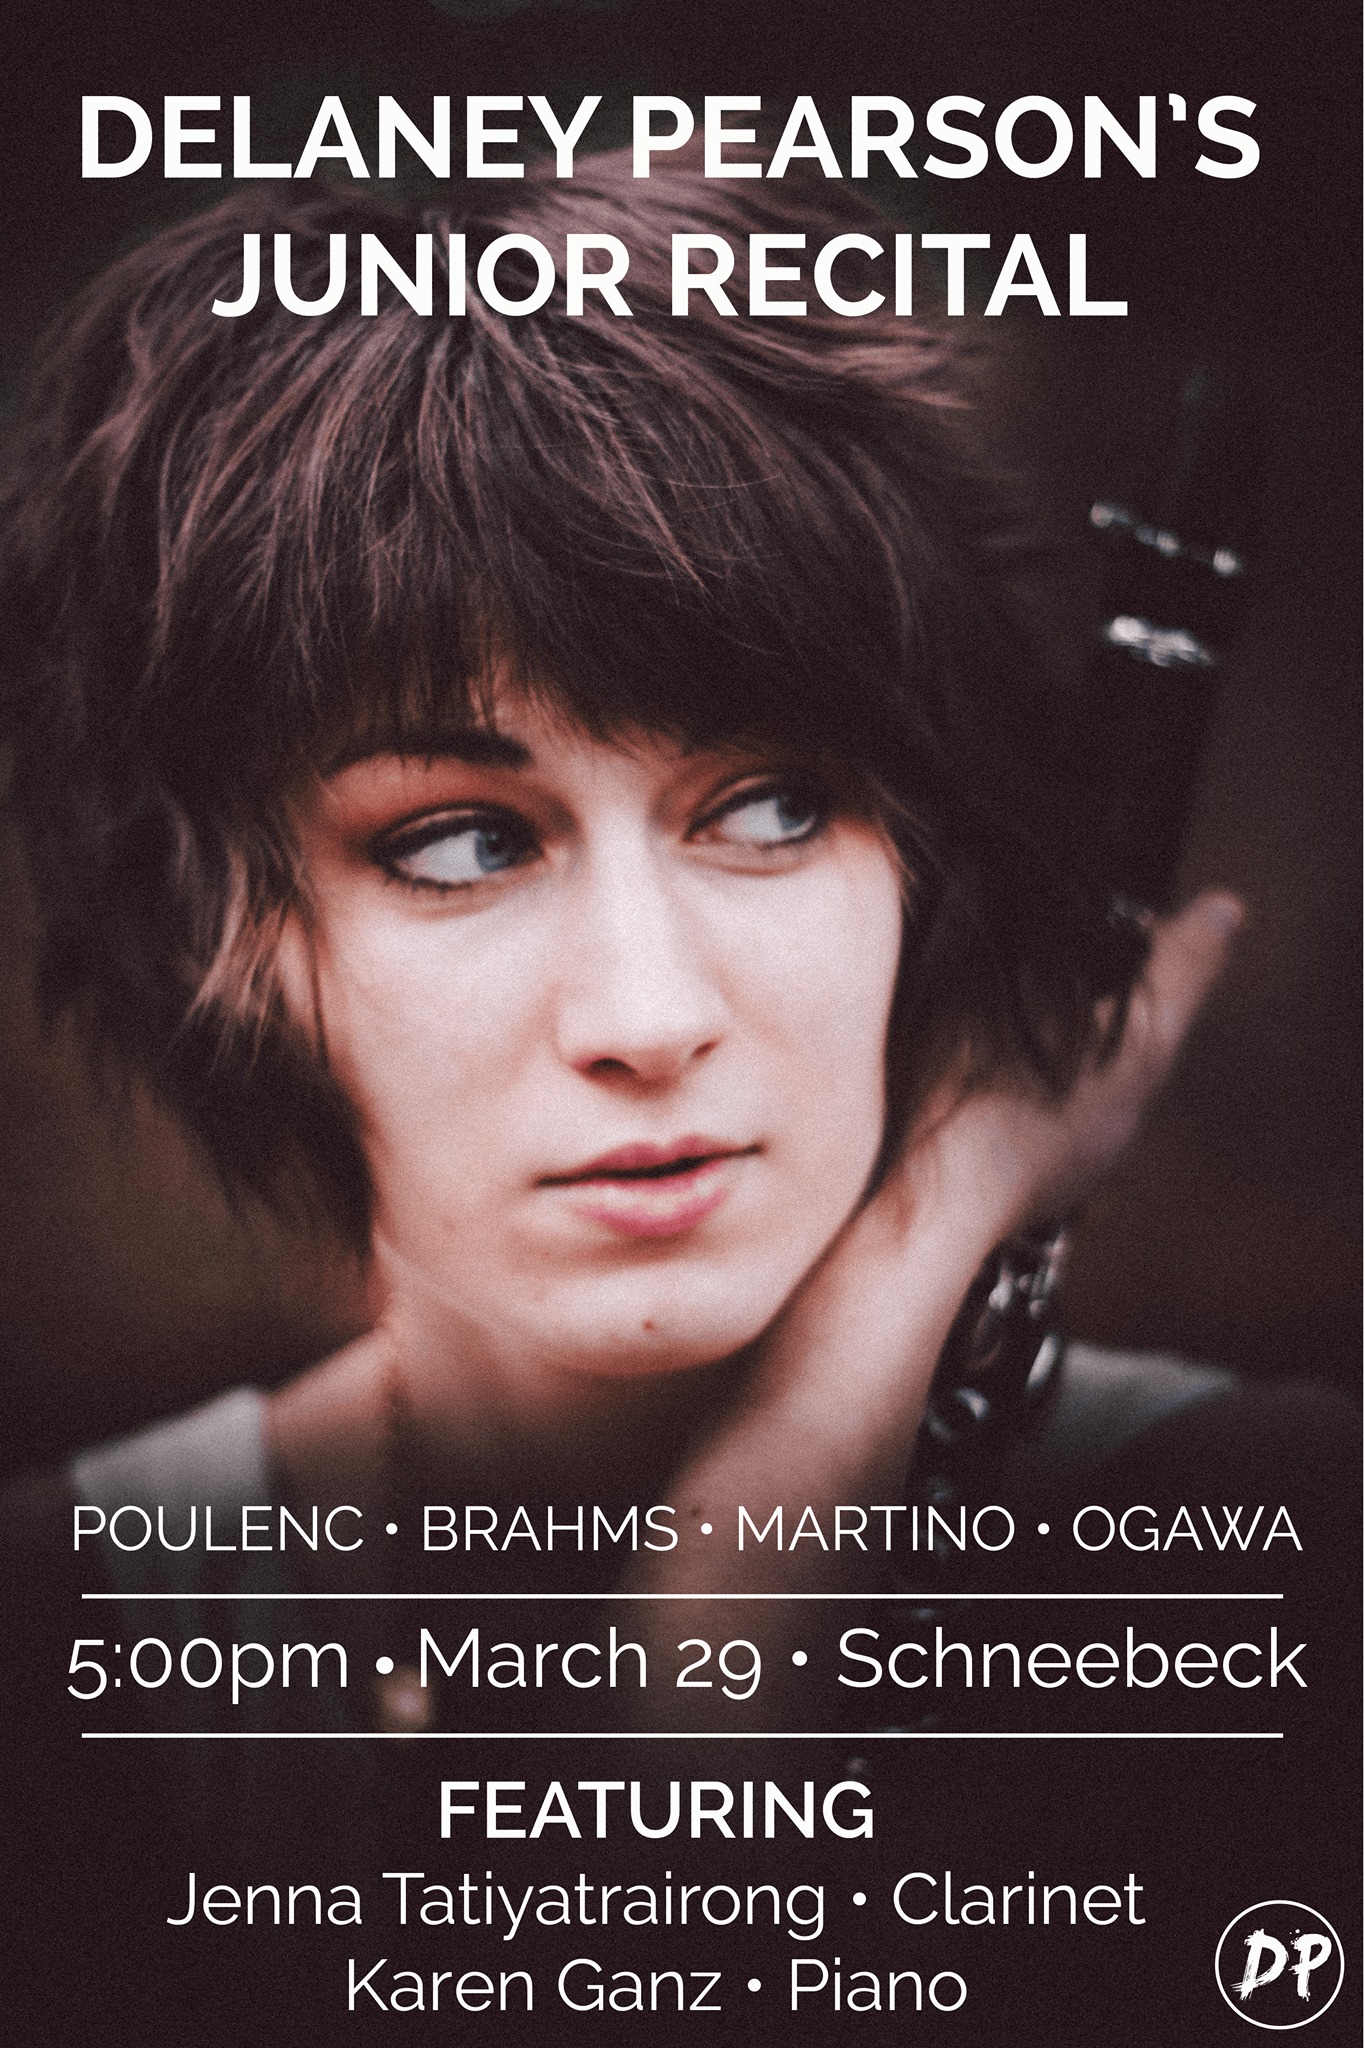 DELANEY PEARSON'S
JUNIOR RECITAL
POULENC • BRAHMS • MARTINO • OGAWA
5:00pm • March 29 • Schneebeck
FEATURING
Jenna Tatiyatrairong • Clarinet
Karen Ganz • Piano
DP